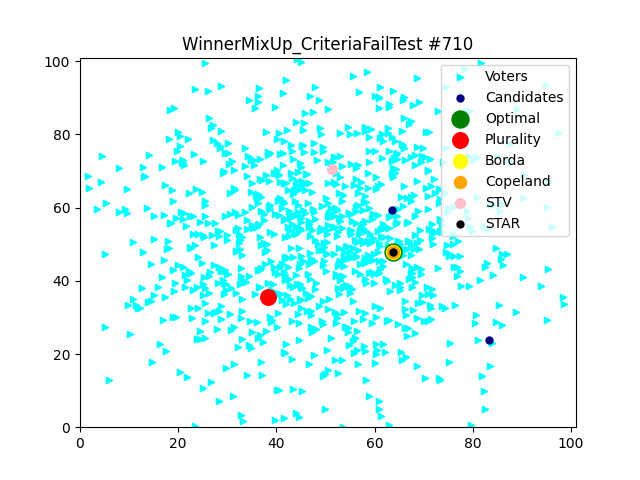 WinnerMixUp_CriteriaFailTest #710
100
80
60
40
20
0
0
20
40
60
80
100
Voters
Candidates
Optimal
Plurality
Borda
Copeland
STV
STAR